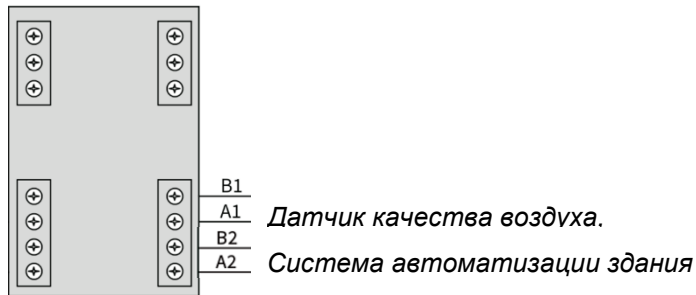 B1
A1 Датчик качества воздуха.
B2
A2 Система автоматизации здания